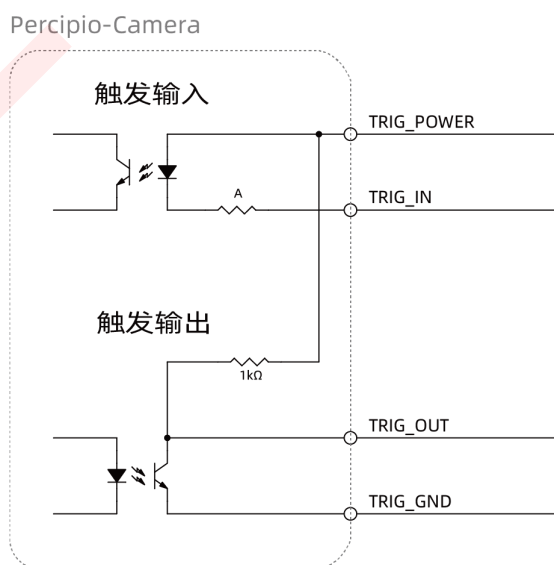 Percipio-Camera
触发输入
TRIG_POWER
A
TRIG_IN
触发输出
1kΩ
TRIG_OUT
TRIG_GND